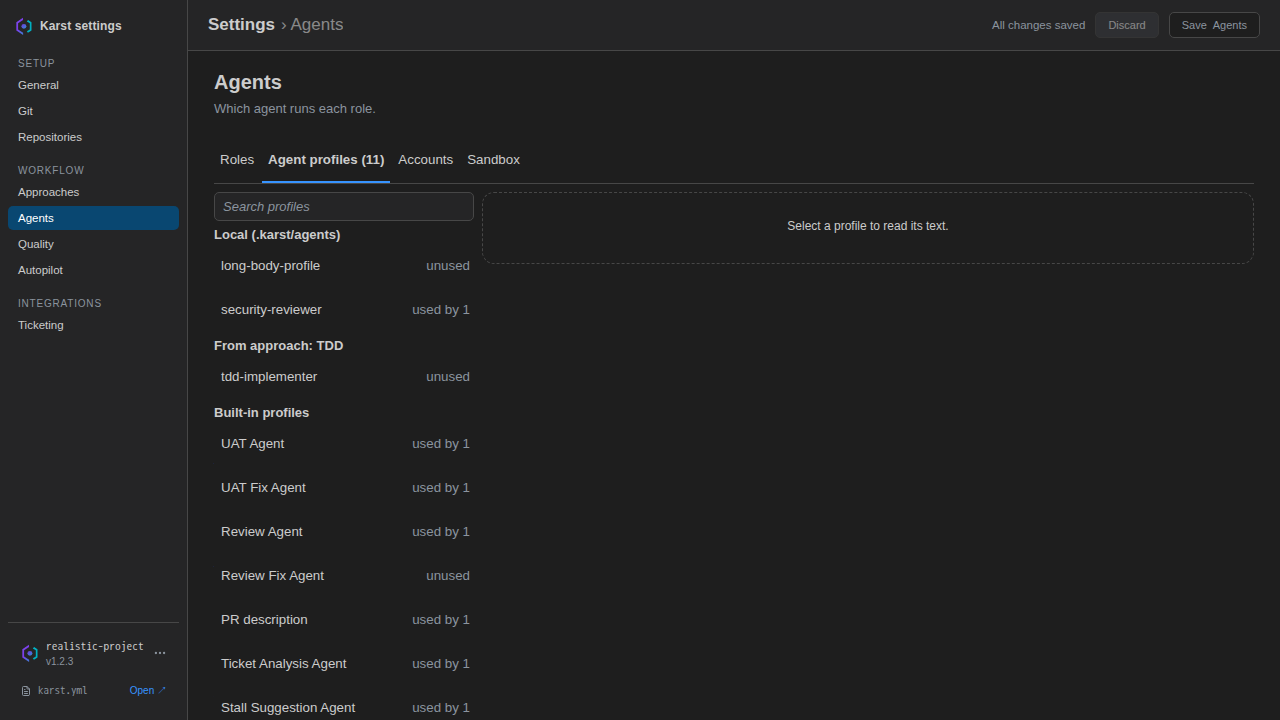 Karst settings
SETUP
General
Git
Repositories
WORKFLOW
Approaches
Agents
Quality
Autopilot
INTEGRATIONS
Ticketing
realistic-project
v1.2.3
karst.yml
Open ↗
Settings › Agents
All changes saved
Discard
Save Agents
Agents
Which agent runs each role.
Roles
Agent profiles (11)
Accounts
Sandbox
Search profiles
Local (.karst/agents)
long-body-profile unused
security-reviewer used by 1
From approach: TDD
tdd-implementer unused
Built-in profiles
UAT Agent used by 1
UAT Fix Agent used by 1
Review Agent used by 1
Review Fix Agent unused
PR description used by 1
Ticket Analysis Agent used by 1
Stall Suggestion Agent used by 1
Select a profile to read its text.